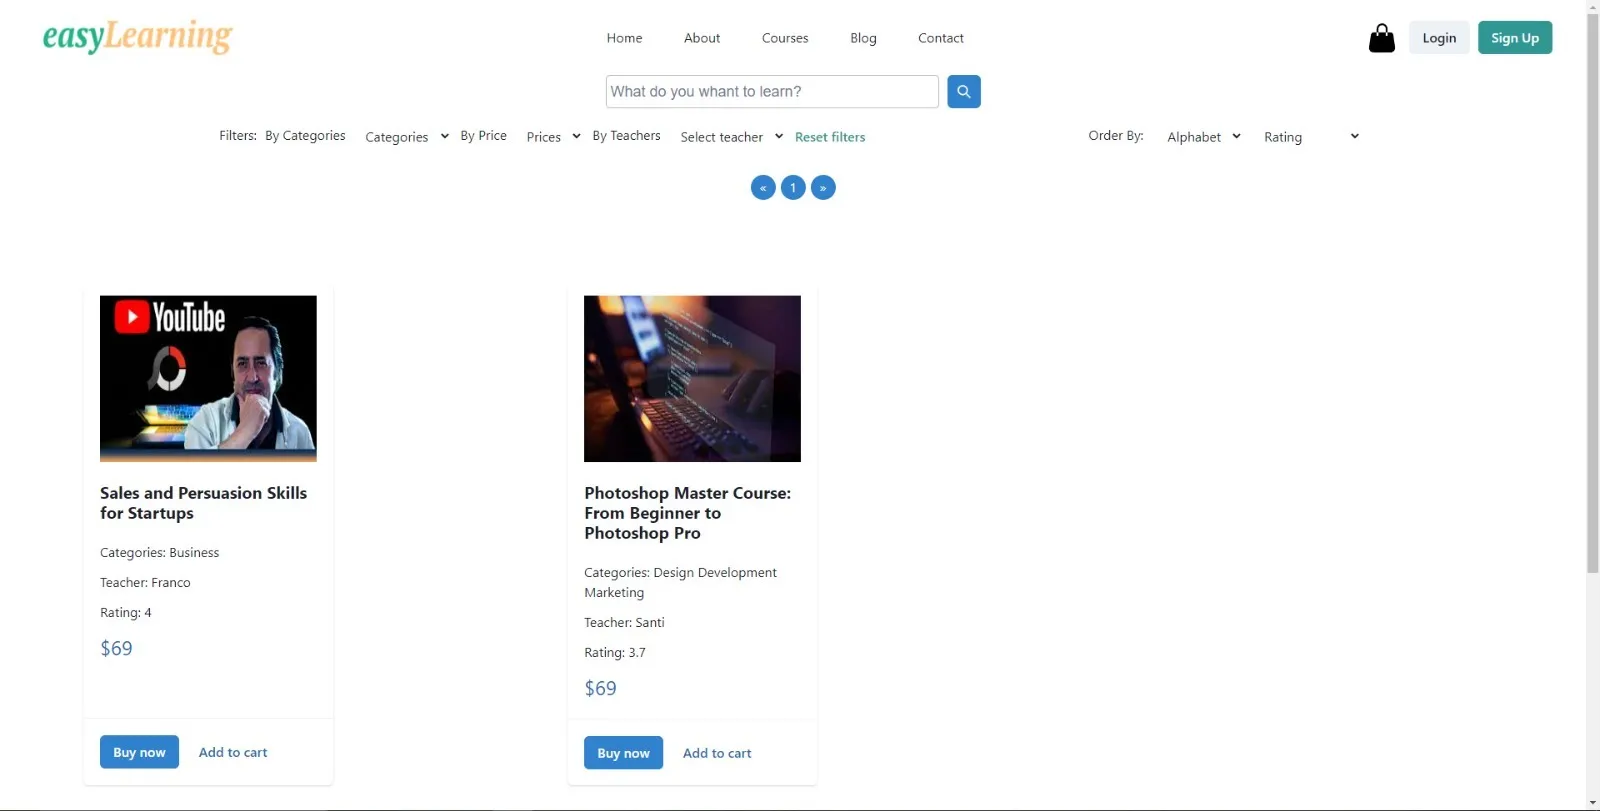 easyLearning
Home About Courses Blog Contact
Login Sign Up
What do you whant to learn?
Filters: By Categories Categories By Price Prices By Teachers Select teacher Reset filters Order By: Alphabet Rating
« 1 »
YouTube
Sales and Persuasion Skills
for Startups
Categories: Business
Teacher: Franco
Rating: 4
$69
Buy now Add to cart
Photoshop Master Course:
From Beginner to
Photoshop Pro
Categories: Design Development
Marketing
Teacher: Santi
Rating: 3.7
$69
Buy now Add to cart